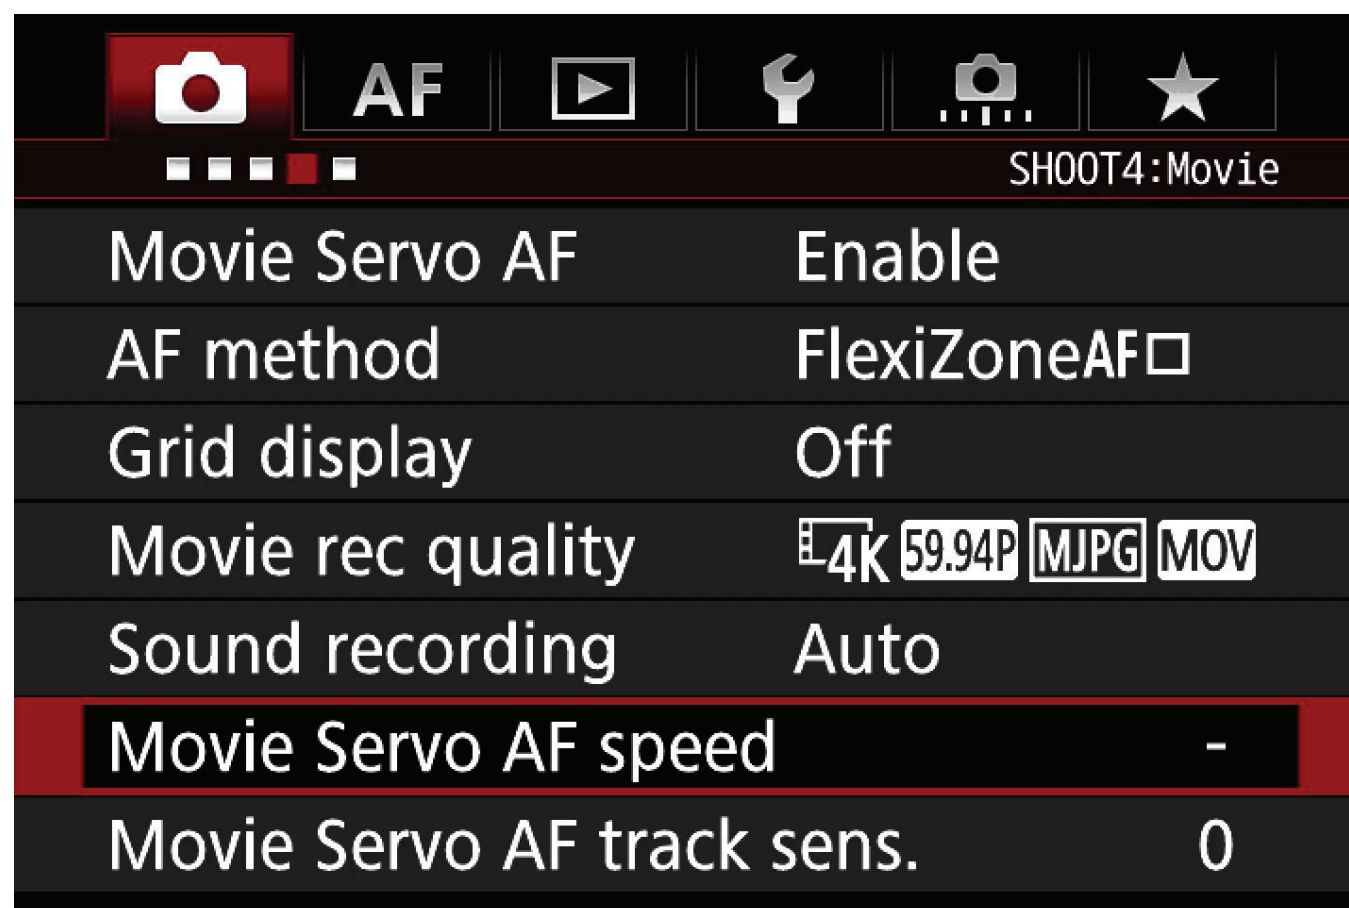 AF
SHOOT4:Movie
Movie Servo AF Enable
AF method FlexiZoneAF□
Grid display Off
Movie rec quality L4K 59.94P MJPG MOV
Sound recording Auto
Movie Servo AF speed -
Movie Servo AF track sens. 0